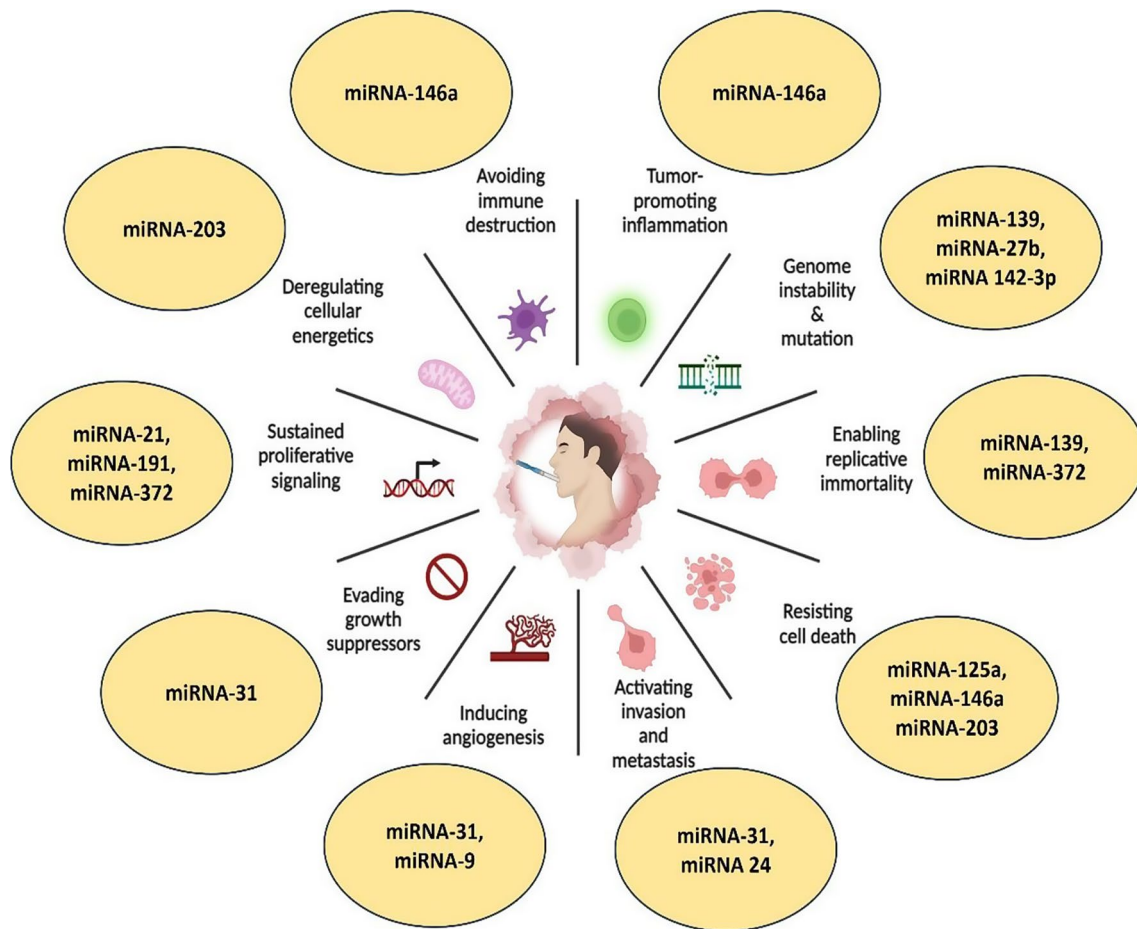 miRNA-146a
miRNA-146a
Avoiding
immune
destruction
Tumor-
promoting
inflammation
miRNA-203
miRNA-139,
miRNA-27b,
miRNA 142-3p
Deregulating
cellular
energetics
Genome
instability
&
mutation
miRNA-21,
miRNA-191,
miRNA-372
Sustained
proliferative
signaling
Enabling
replicative
immortality
miRNA-139,
miRNA-372
Evading
growth
suppressors
Resisting
cell death
miRNA-31
miRNA-125a,
miRNA-146a
miRNA-203
Inducing
angiogenesis
Activating
invasion
and
metastasis
miRNA-31,
miRNA-9
miRNA-31,
miRNA 24